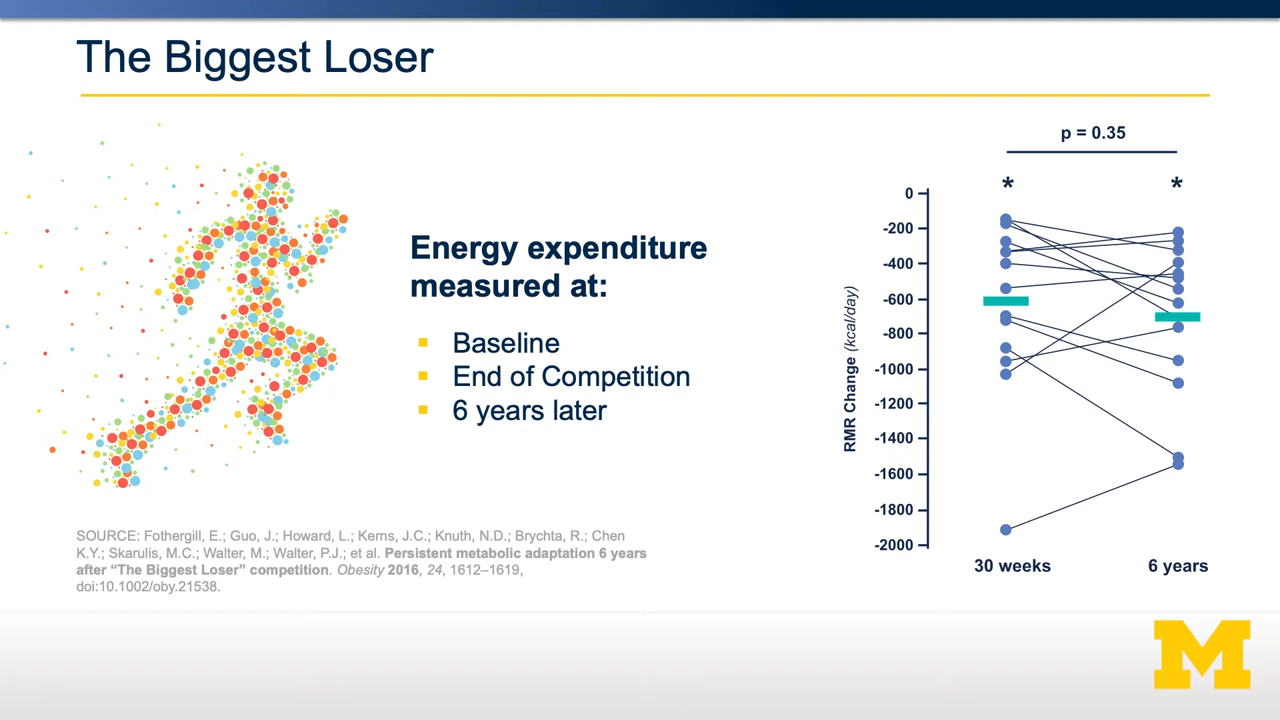 The Biggest Loser
Energy expenditure
measured at:
Baseline
End of Competition
6 years later
SOURCE: Fothergill, E.; Guo, J.; Howard, L.; Kerns, J.C.; Knuth, N.D.; Brychta, R.; Chen
K.Y.; Skarulis, M.C.; Walter, M.; Walter, P.J.; et al. Persistent metabolic adaptation 6 years
after “The Biggest Loser” competition. Obesity 2016, 24, 1612–1619,
doi:10.1002/oby.21538.
p = 0.35
* *
RMR Change (kcal/day)
0
-200
-400
-600
-800
-1000
-1200
-1400
-1600
-1800
-2000
30 weeks 6 years
M